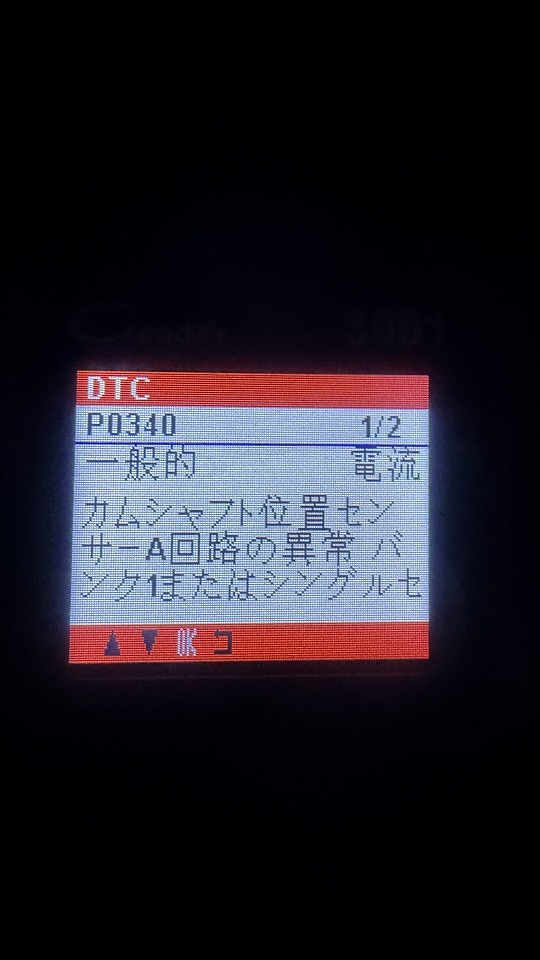 Creader
DTC
P0340 1/2
一般的 電流
カムシャフト位置セン
サーA回路の異常 バ
ンク1またはシングルセ
OK